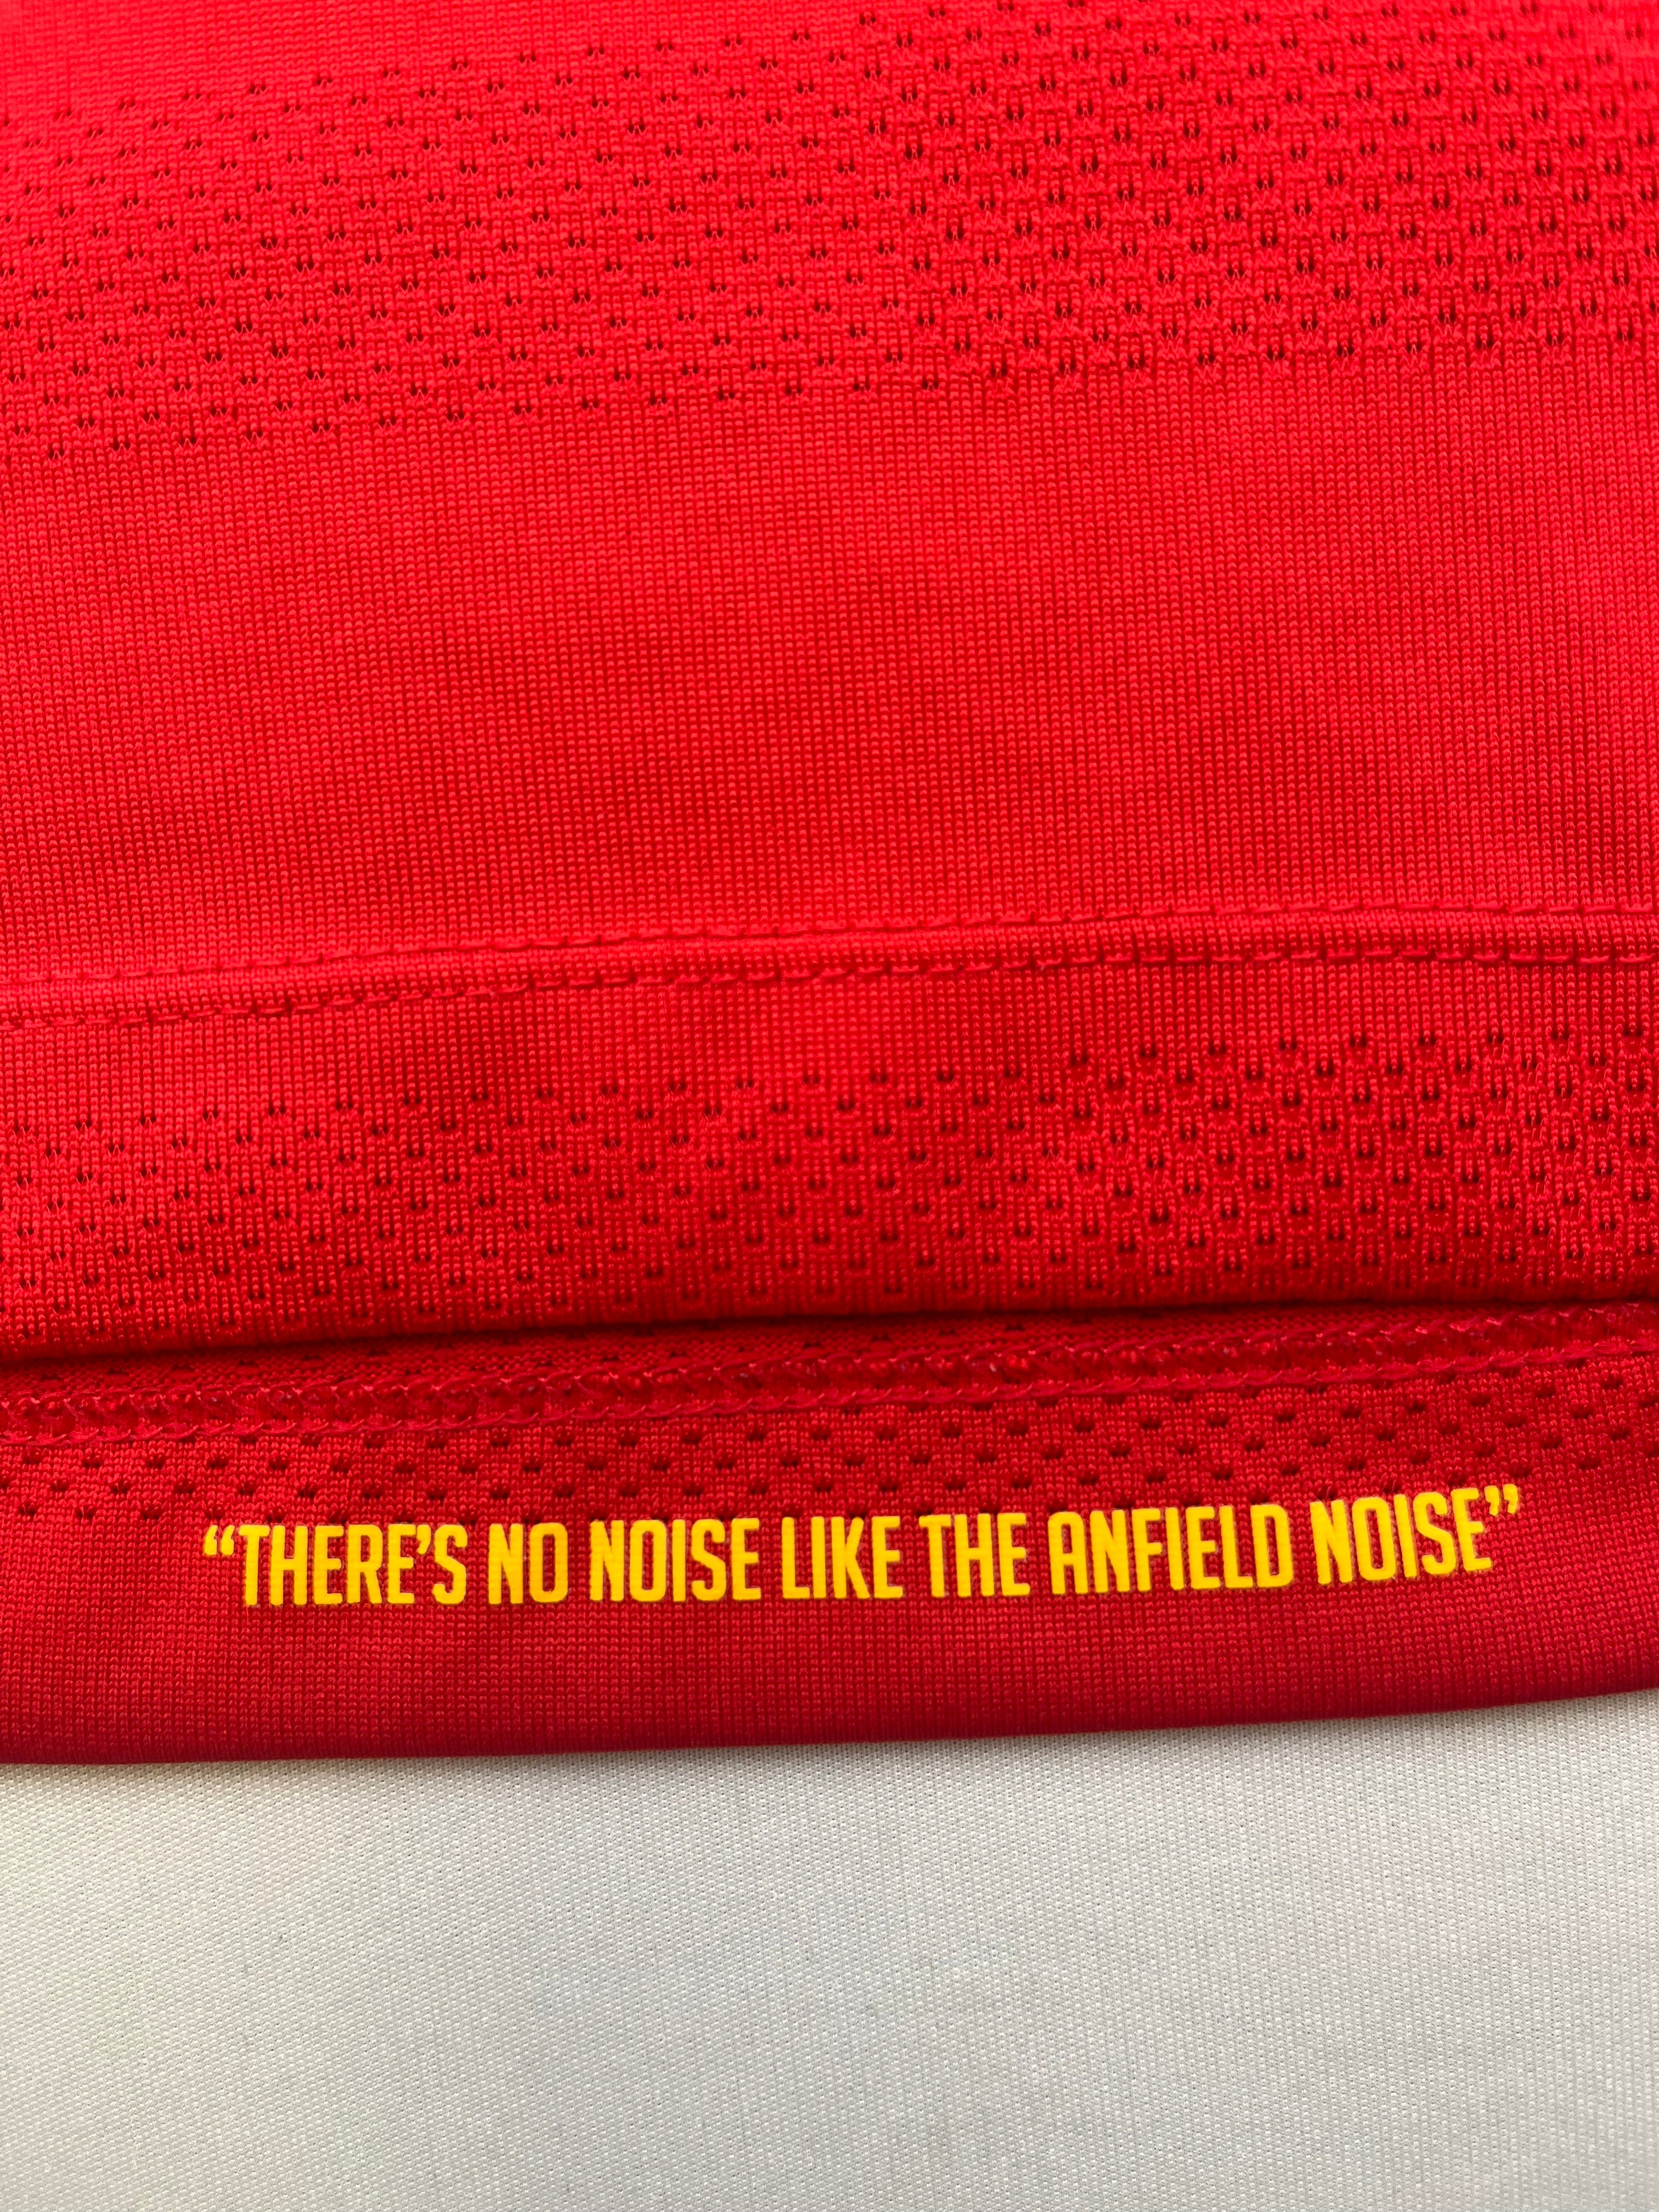 “THERE’S NO NOISE LIKE THE ANFIELD NOISE”